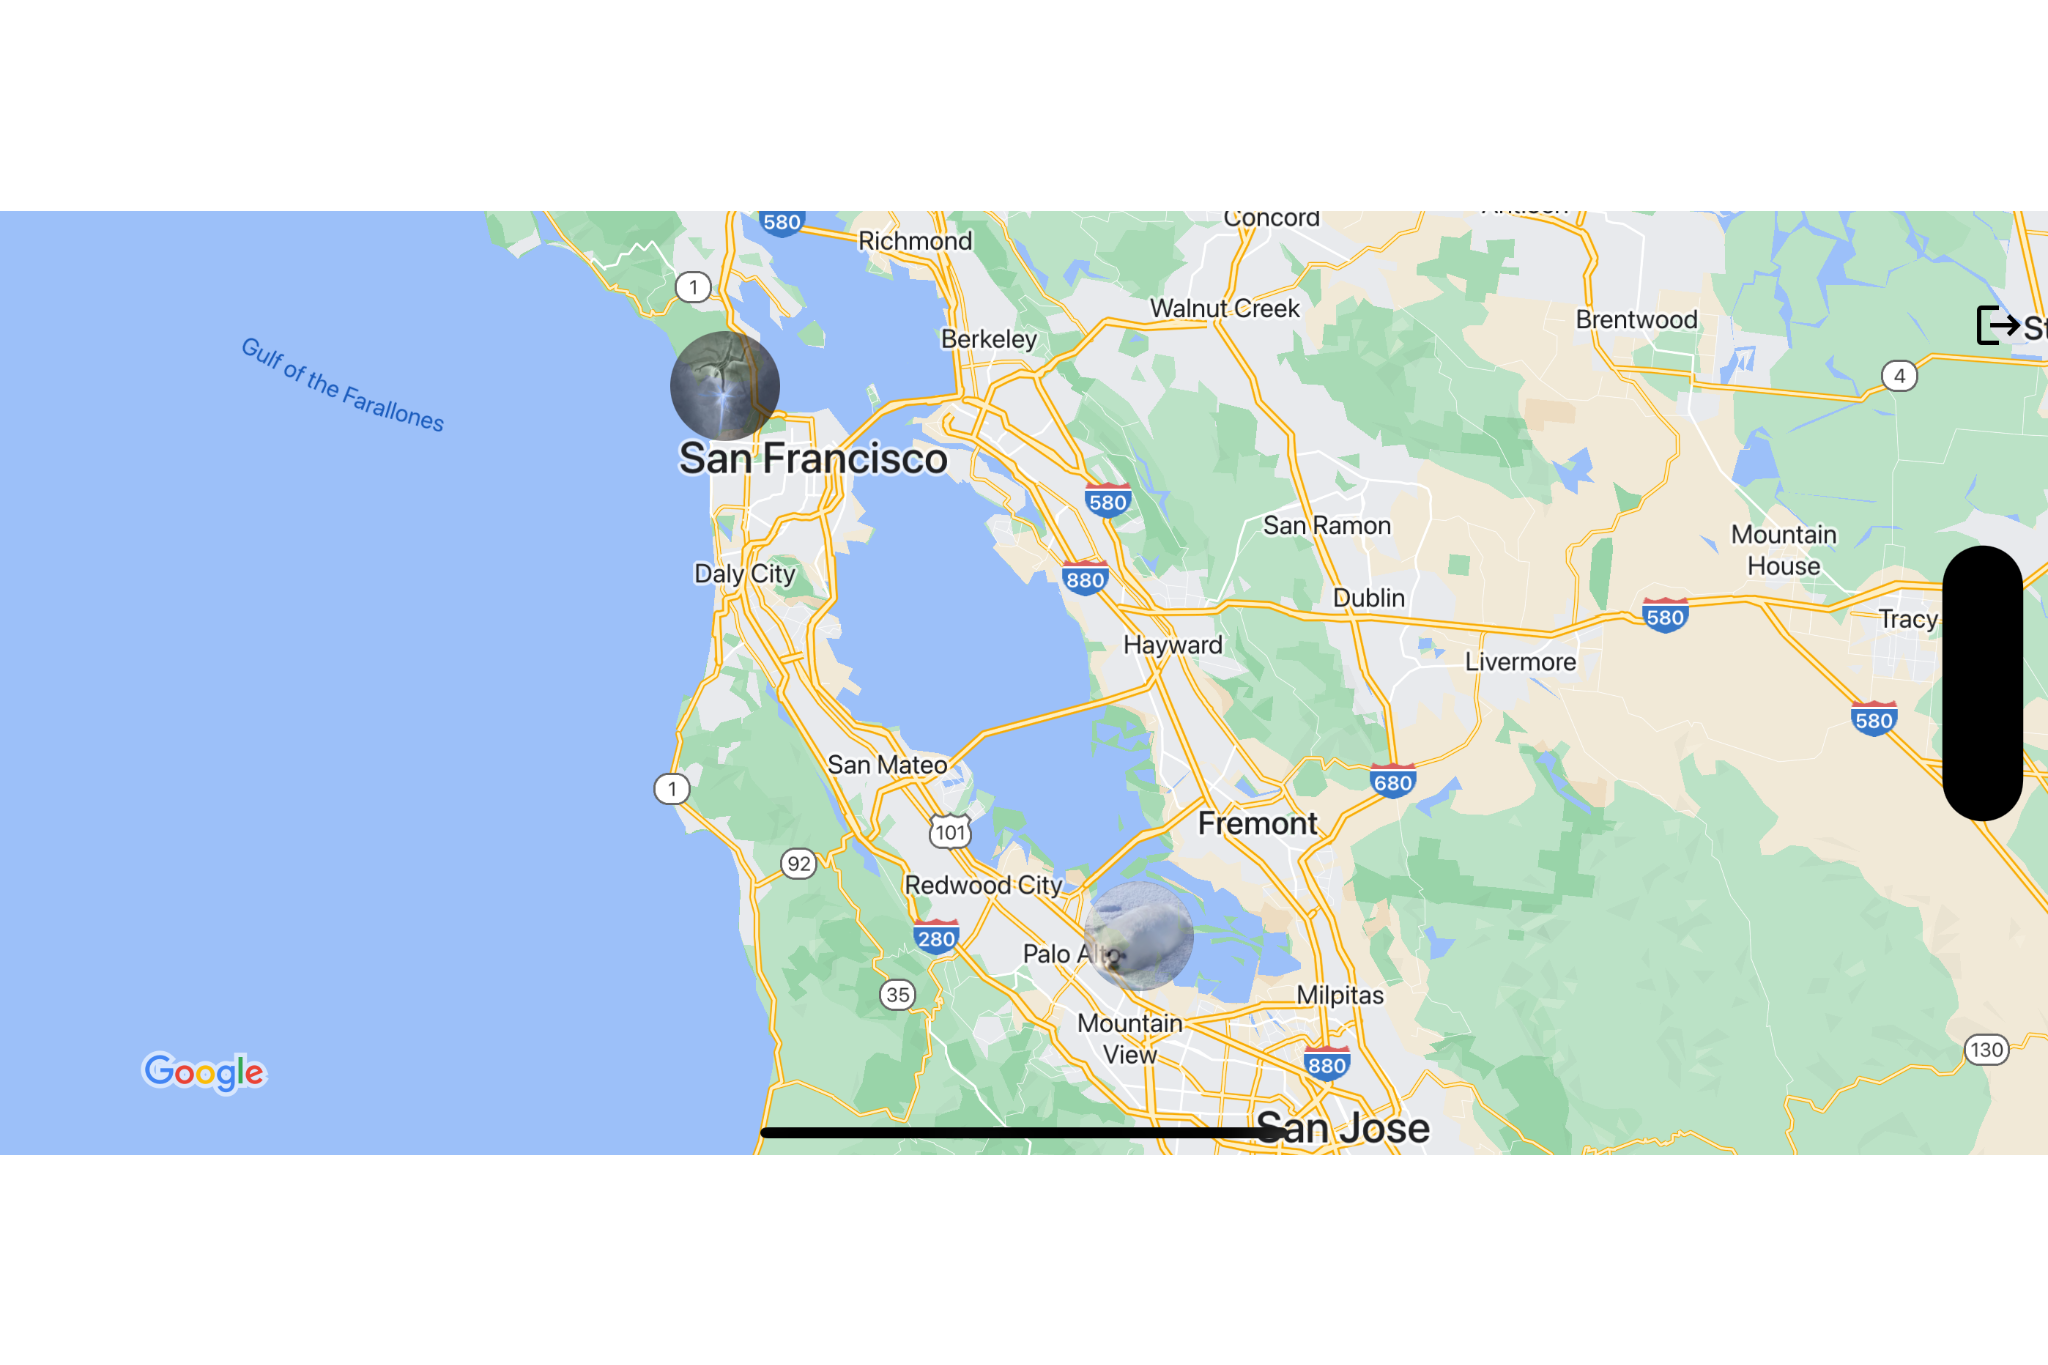 580
Richmond
Concord
1
Walnut Creek
Brentwood
Berkeley
Gulf of the Farallones
4
San Francisco
580
San Ramon
Mountain
House
Daly City
880
Dublin
580
Tracy
Hayward
Livermore
580
San Mateo
1
680
Fremont
101
92
Redwood City
280
Palo Alto
35
Milpitas
Mountain
View
130
880
Google
San Jose